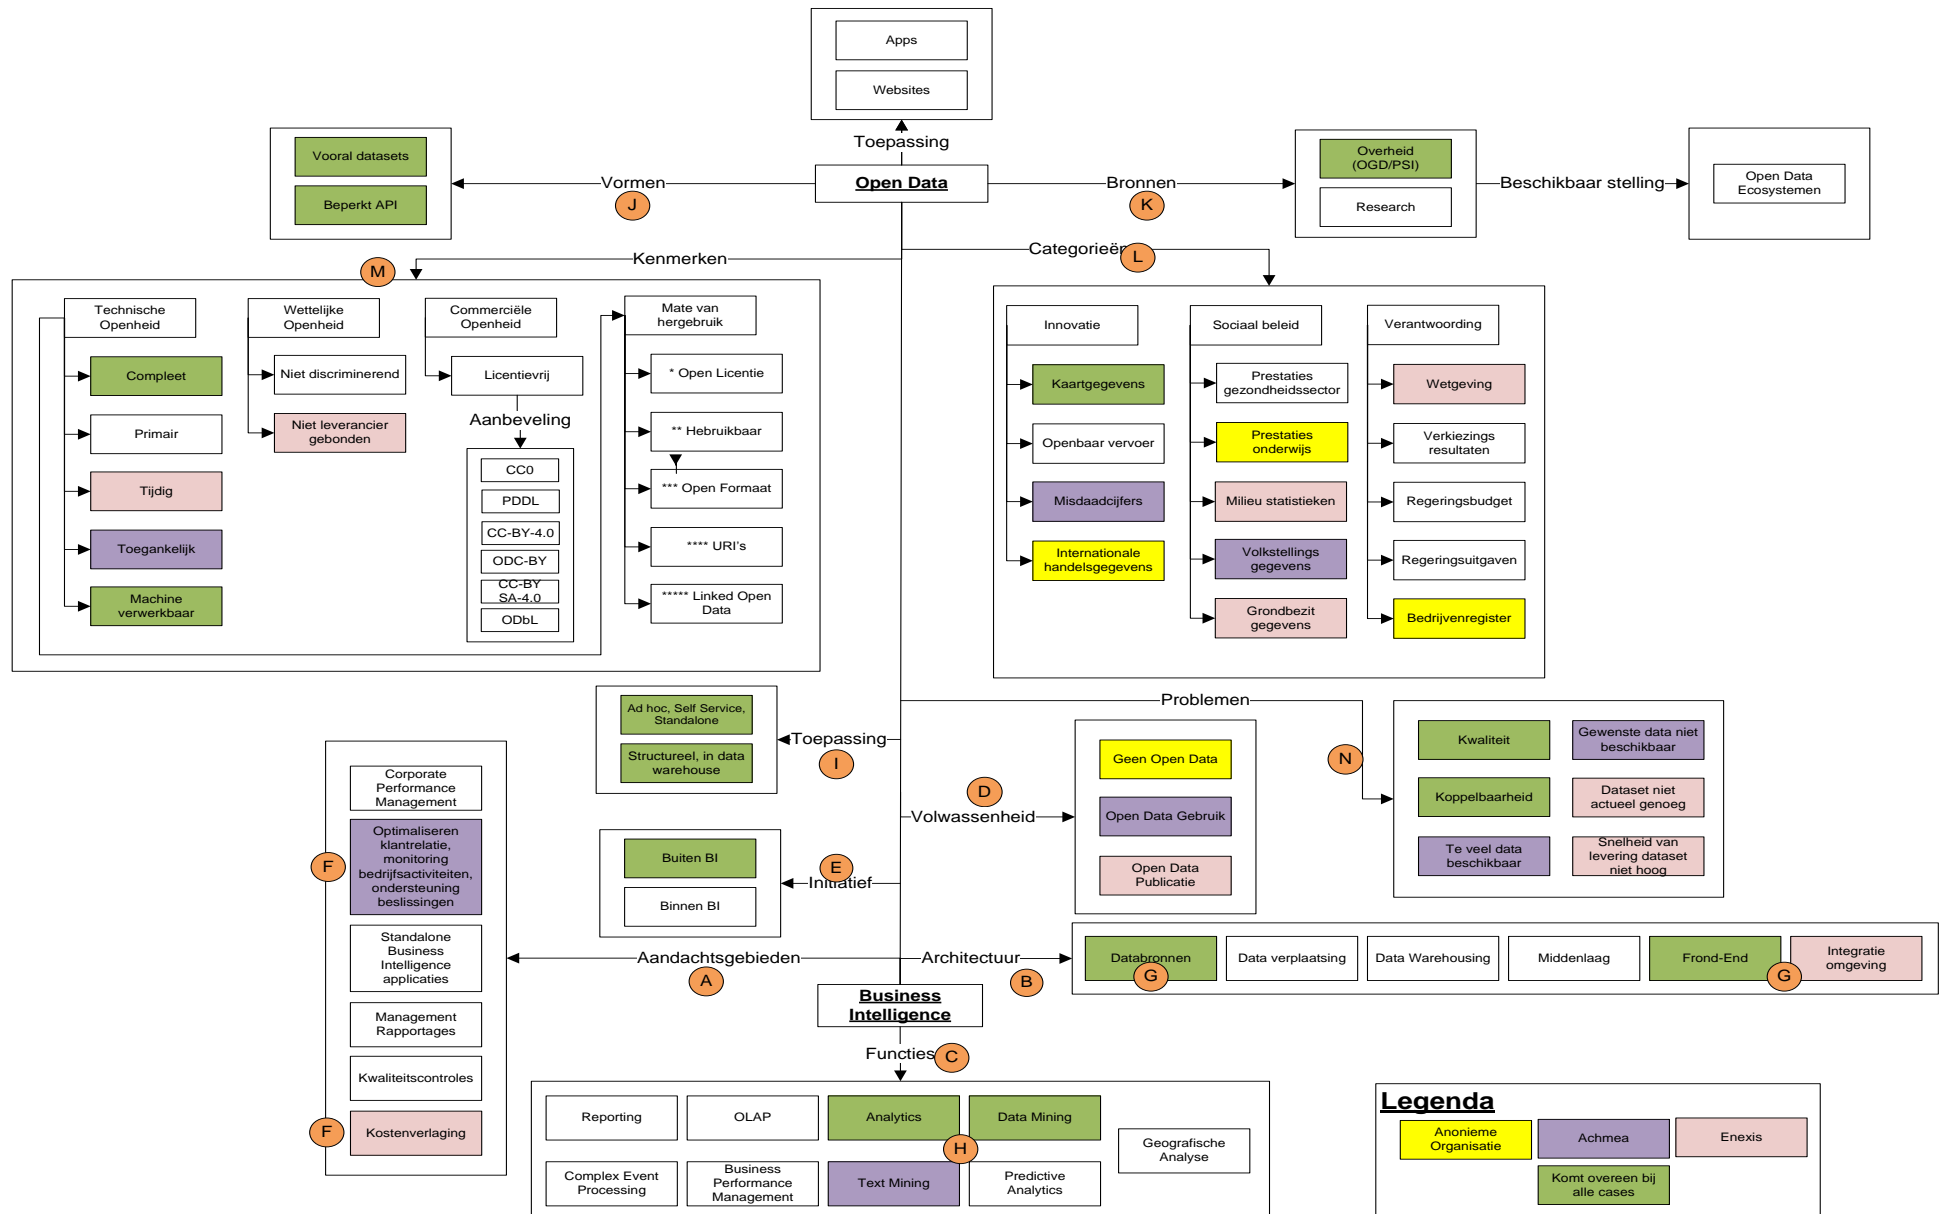 Apps
Websites
Toepassing
Vooral datasets
Beperkt API
Vormen
J
Open Data
Bronnen
K
Overheid
(OGD/PSI)
Research
Beschikbaar stelling
Open Data
Ecosystemen
Kenmerken
M
Categorieën
L
Technische
Openheid
Compleet
Primair
Tijdig
Toegankelijk
Machine
verwerkbaar
Wettelijke
Openheid
Niet discriminerend
Niet leverancier
gebonden
Commerciële
Openheid
Licentievrij
Aanbeveling
CC0
PDDL
CC-BY-4.0
ODC-BY
CC-BY
SA-4.0
ODbL
Mate van
hergebruik
* Open Licentie
** Hebruikbaar
*** Open Formaat
**** URI's
***** Linked Open
Data
Innovatie
Kaartgegevens
Openbaar vervoer
Misdaadcijfers
Internationale
handelsgegevens
Sociaal beleid
Prestaties
gezondheidssector
Prestaties
onderwijs
Milieu statistieken
Volkstellings
gegevens
Grondbezit
gegevens
Verantwoording
Wetgeving
Verkiezings
resultaten
Regeringsbudget
Regeringsuitgaven
Bedrijvenregister
Ad hoc, Self Service,
Standalone
Structureel, in data
warehouse
Toepassing
I
Problemen
N
Kwaliteit
Koppelbaarheid
Te veel data
beschikbaar
Gewenste data niet
beschikbaar
Dataset niet
actueel genoeg
Snelheid van
levering dataset
niet hoog
D
Volwassenheid
Geen Open Data
Open Data Gebruik
Open Data
Publicatie
Buiten BI
Binnen BI
E
Initiatief
Corporate
Performance
Management
F
Optimaliseren
klantrelatie,
monitoring
bedrijfsactiviteiten,
ondersteuning
beslissingen
Standalone
Business
Intelligence
applicaties
Management
Rapportages
Kwaliteitscontroles
F
Kostenverlaging
Aandachtsgebieden
A
Architectuur
B
Databronnen
G
Data verplaatsing
Data Warehousing
Middenlaag
Frond-End
G
Integratie
omgeving
Business
Intelligence
Functies
C
Reporting
OLAP
Analytics
Data Mining
H
Geografische
Analyse
Complex Event
Processing
Business
Performance
Management
Text Mining
Predictive
Analytics
Legenda
Anonieme
Organisatie
Achmea
Enexis
Komt overeen bij
alle cases